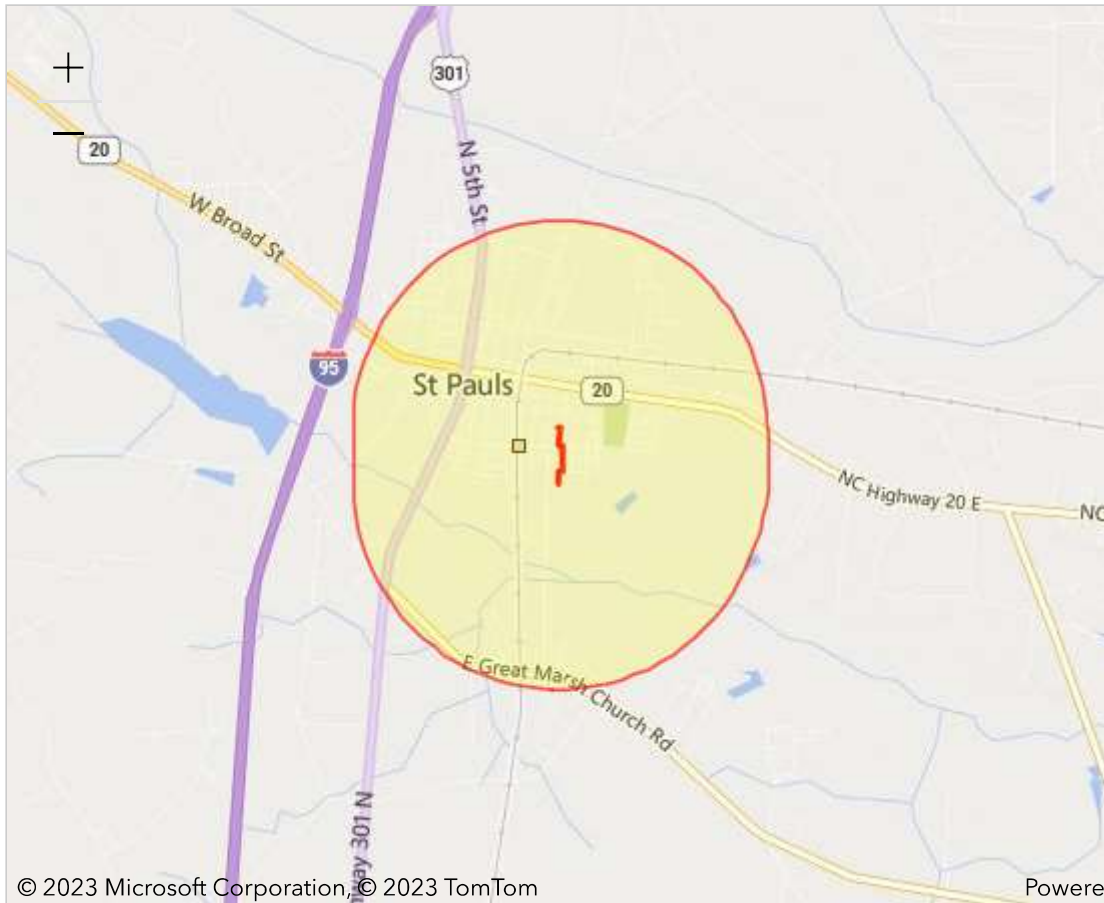 301
20
N 5th St
W Broad St
95
St Pauls
20
NC Highway 20 E
NC
E Great Marsh Church Rd
way 301 N
© 2023 Microsoft Corporation, © 2023 TomTom
Powere